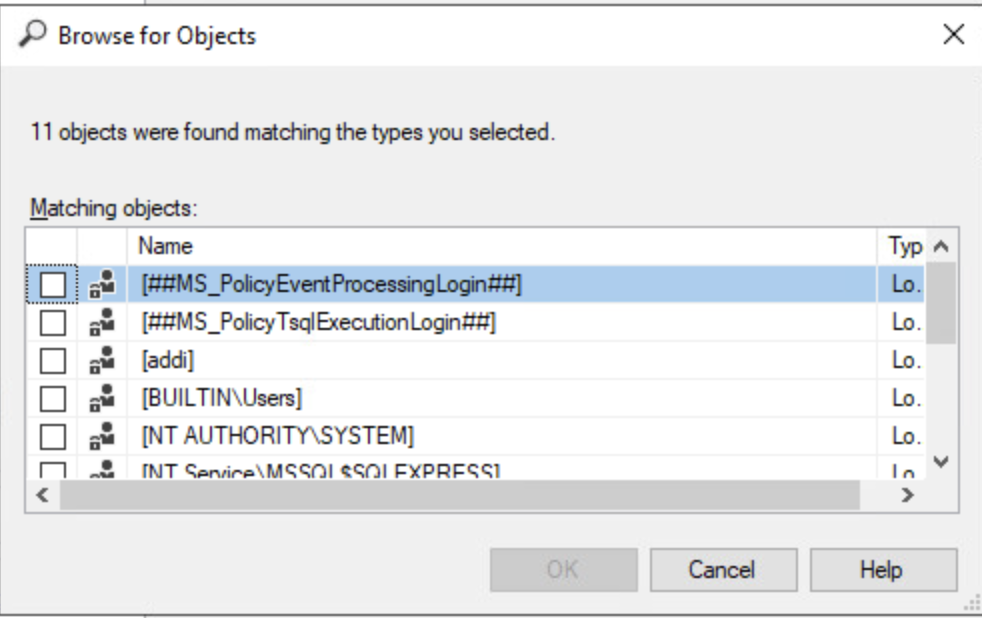 Browse for Objects
11 objects were found matching the types you selected.
Matching objects:
Name Typ
[##MS_PolicyEventProcessingLogin##] Lo.
[##MS_PolicyTsqlExecutionLogin##] Lo.
[addi] Lo.
[BUILTIN\Users] Lo.
[NT AUTHORITY\SYSTEM] Lo.
[NT Service\MSSQL$SQLEXPRESS] Lo
OK Cancel Help